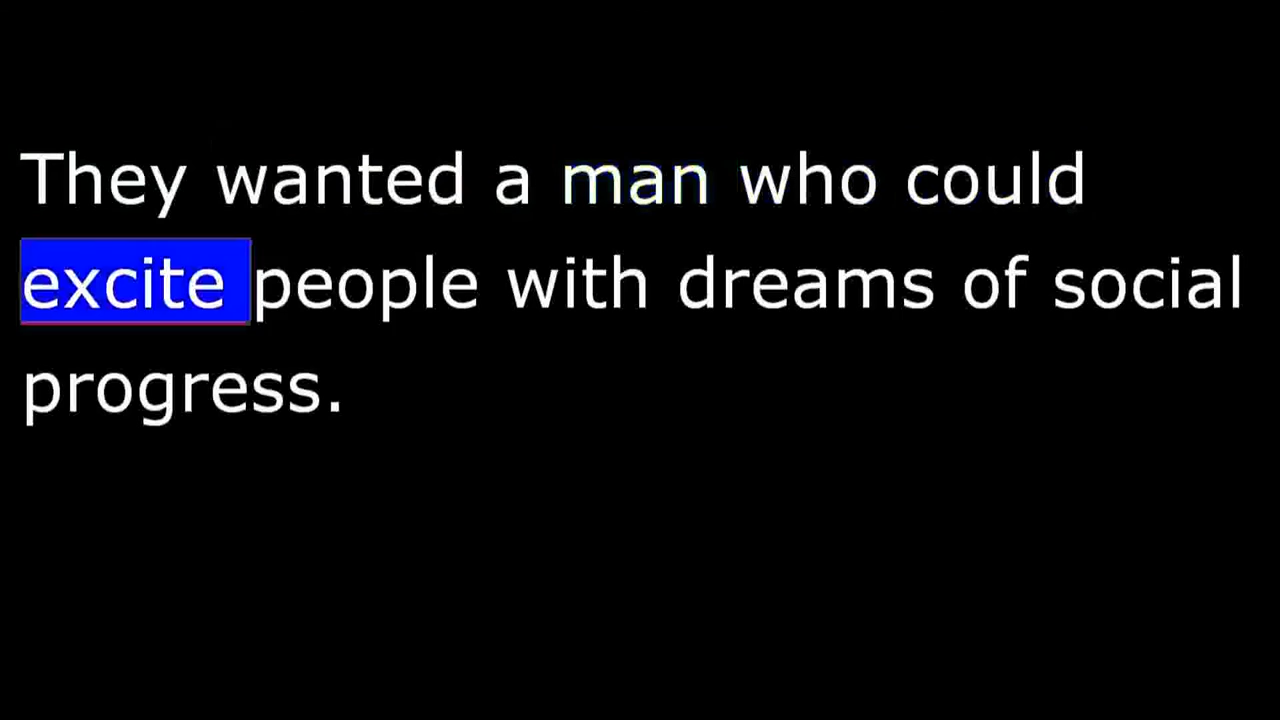 They wanted a man who could
excite people with dreams of social
progress.